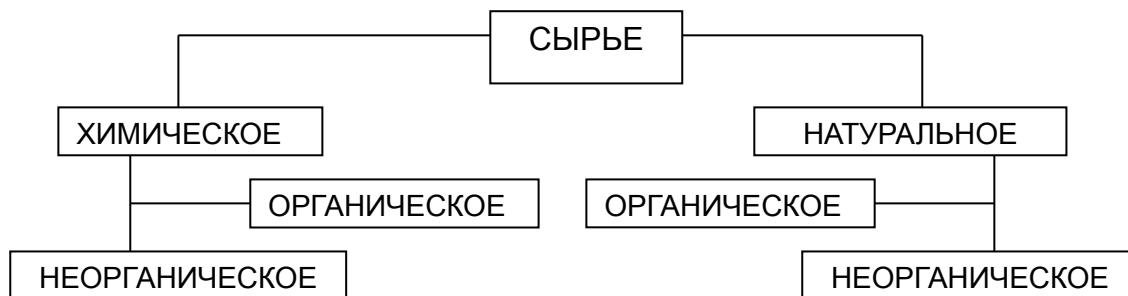 СЫРЬЕ
ХИМИЧЕСКОЕ
НАТУРАЛЬНОЕ
ОРГАНИЧЕСКОЕ
ОРГАНИЧЕСКОЕ
НЕОРГАНИЧЕСКОЕ
НЕОРГАНИЧЕСКОЕ